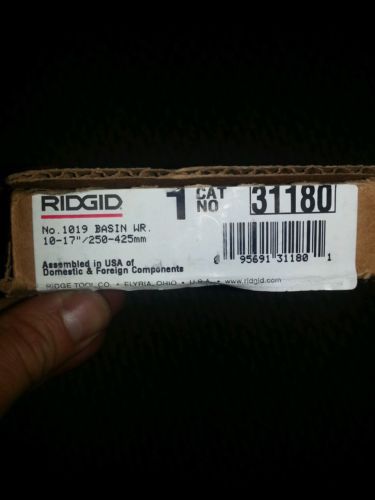 RIDGID 1 CAT NO 31180
No.1019 BASIN WR.
10-17"/250-425mm
Assembled in USA of
Domestic & Foreign Components
0 95691 31180 1
RIDGE TOOL CO. • ELYRIA, OHIO • U.S.A. • www.ridgid.com